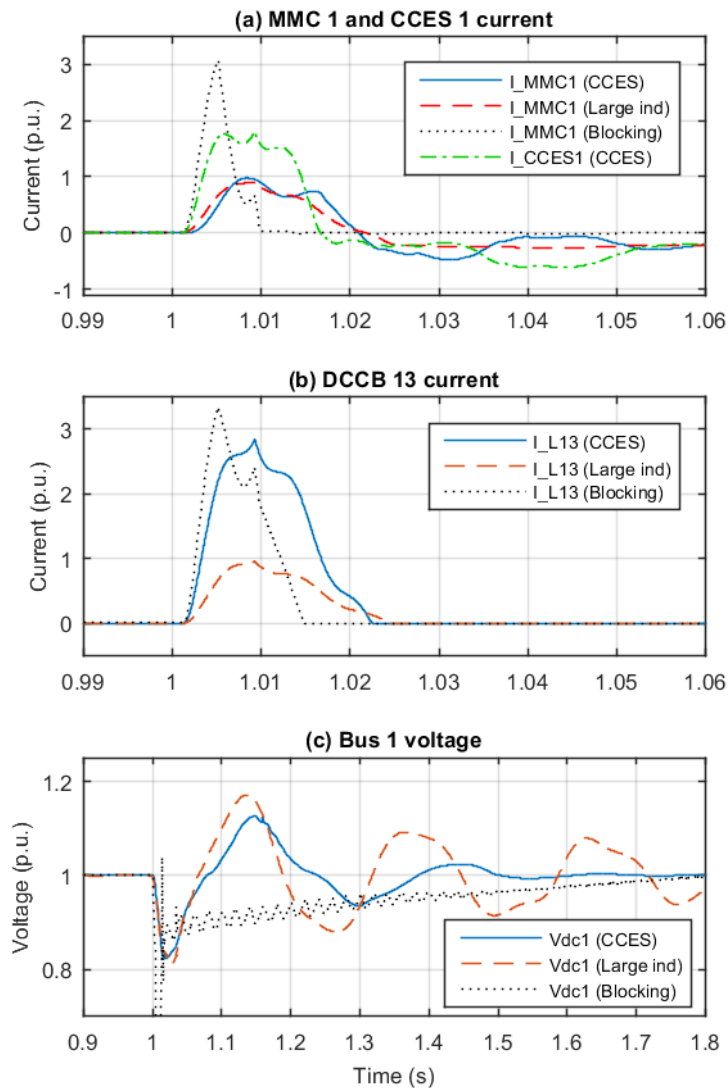 (a) MMC 1 and CCES 1 current
Current (p.u.)
3
2
1
0
-1
I_MMC1 (CCES)
I_MMC1 (Large ind)
I_MMC1 (Blocking)
I_CCES1 (CCES)
0.99 1 1.01 1.02 1.03 1.04 1.05 1.06
(b) DCCB 13 current
Current (p.u.)
3
2
1
0
I_L13 (CCES)
I_L13 (Large ind)
I_L13 (Blocking)
0.99 1 1.01 1.02 1.03 1.04 1.05 1.06
(c) Bus 1 voltage
Voltage (p.u.)
1.2
1
0.8
Vdc1 (CCES)
Vdc1 (Large ind)
Vdc1 (Blocking)
0.9 1 1.1 1.2 1.3 1.4 1.5 1.6 1.7 1.8
Time (s)